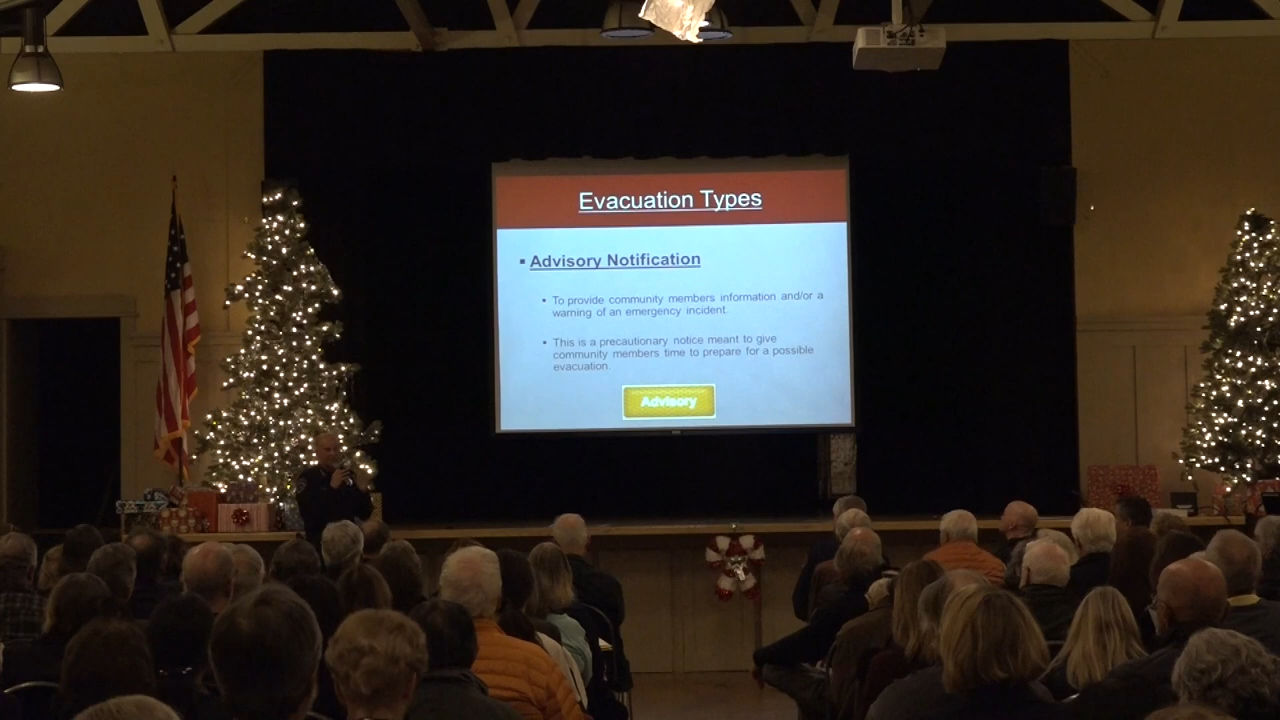 Evacuation Types
▪ Advisory Notification
▪ To provide community members information and/or a
warning of an emergency incident.
▪ This is a precautionary notice meant to give
community members time to prepare for a possible
evacuation.
Advisory